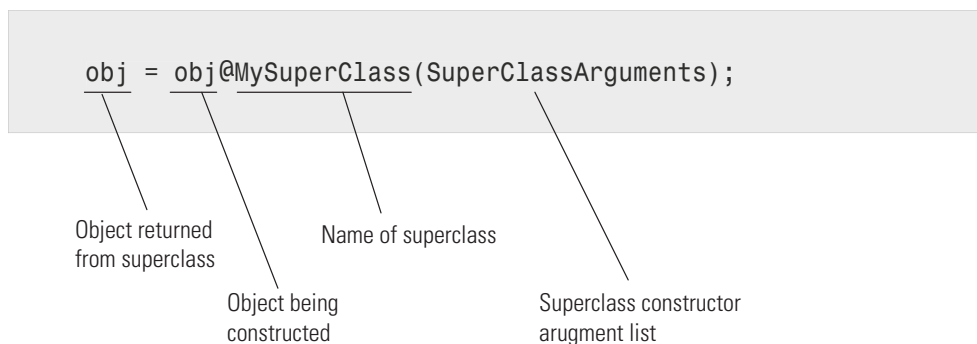 obj = obj@MySuperClass(SuperClassArguments);
Object returned
from superclass
Name of superclass
Object being
constructed
Superclass constructor
arugment list